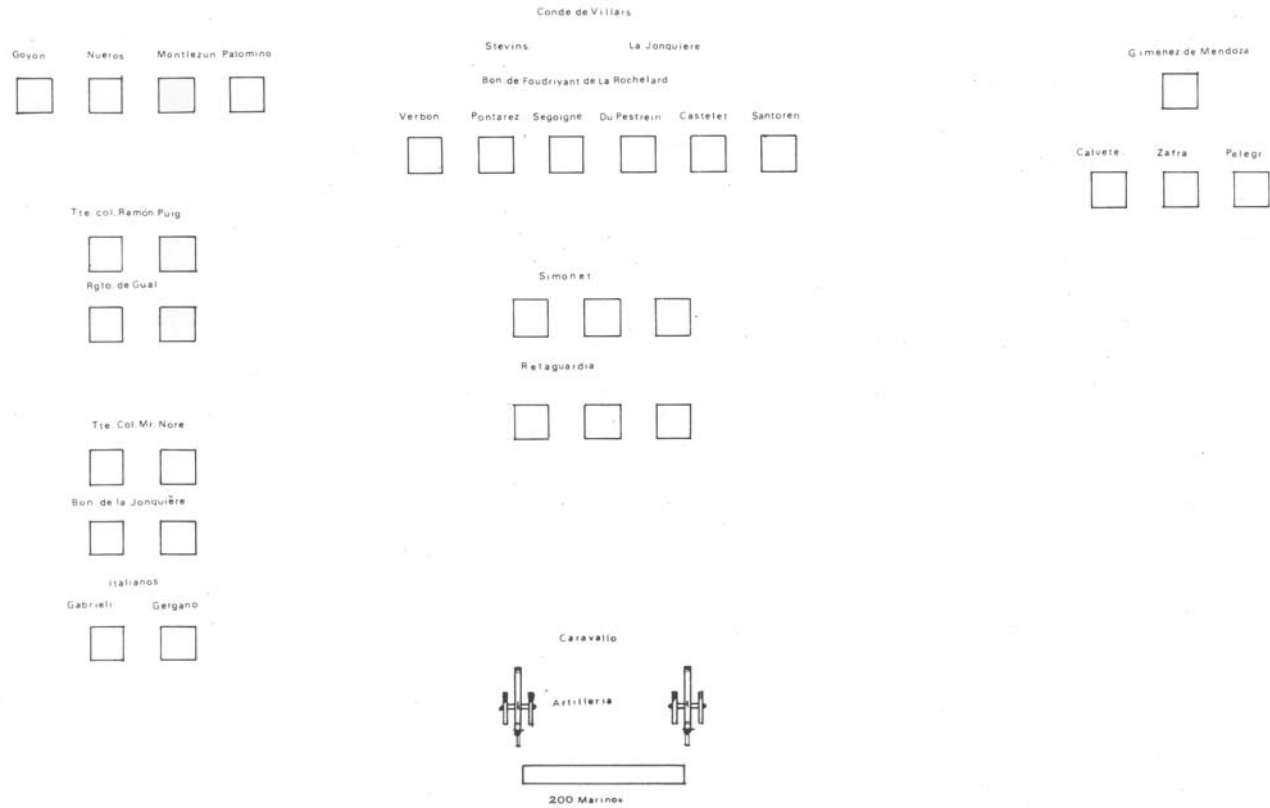 Conde de Villais
Stevins La Jonquiere
Bon. de Foudriyant de La Rochelard
Goyon Nueros Montlezun Palomino
Verbon Pontarez Segoigne Du Pestrein Castelet Santoren
Gimenez de Mendoza
Calvete. Zafra Pelegr
Tte. col. Ramón Puig
Rgto. de Gual
Simonet
Retaguardia
Tte. Col. Mr. Nore
Bon. de la Jonquière
Italianos
Gabrieli Gergano
Caravallo
Artilleria
200 Marinos